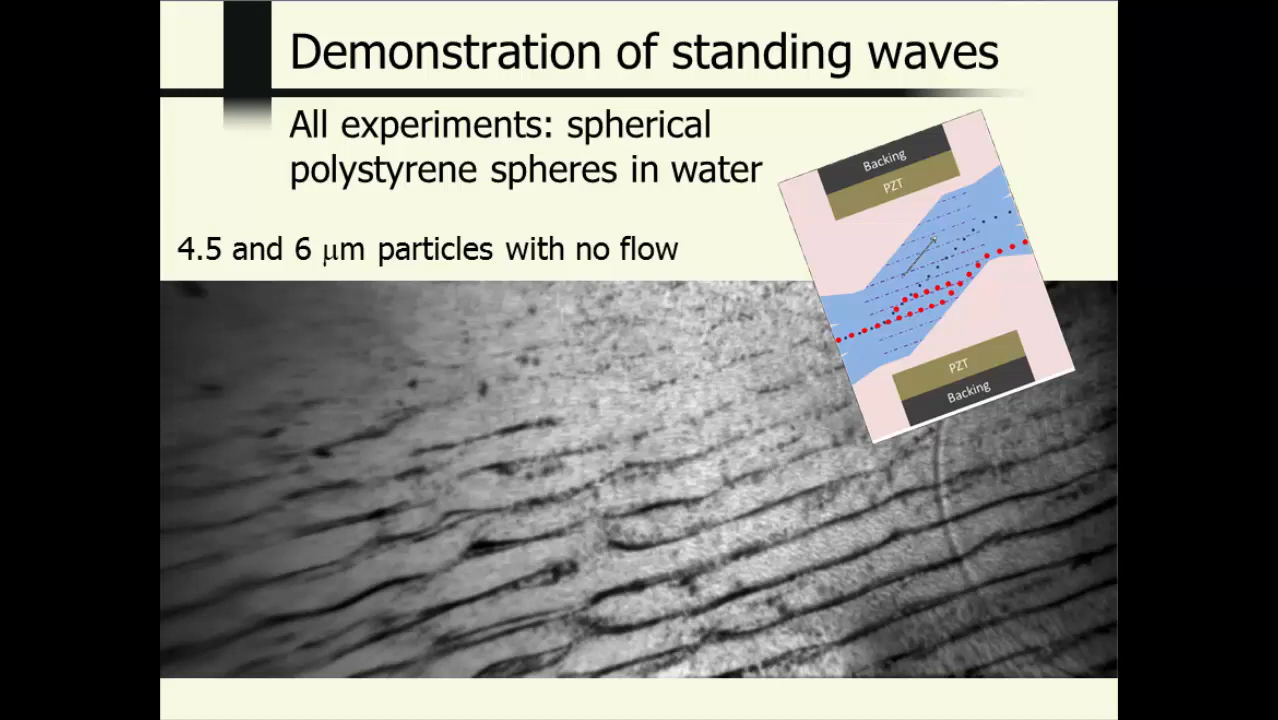 Demonstration of standing waves
All experiments: spherical
polystyrene spheres in water
4.5 and 6 μm particles with no flow
Backing
PZT
PZT
Backing